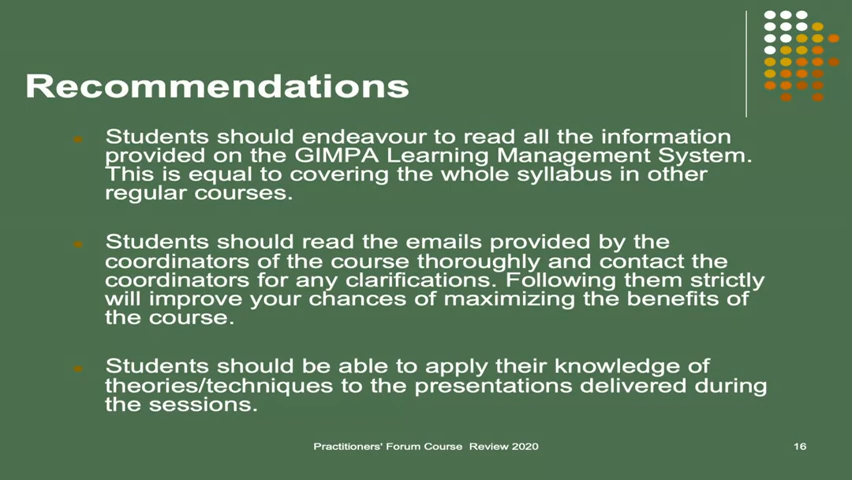 Recommendations
Students should endeavour to read all the information
provided on the GIMPA Learning Management System.
This is equal to covering the whole syllabus in other
regular courses.
Students should read the emails provided by the
coordinators of the course thoroughly and contact the
coordinators for any clarifications. Following them strictly
will improve your chances of maximizing the benefits of
the course.
Students should be able to apply their knowledge of
theories/techniques to the presentations delivered during
the sessions.
Practitioners' Forum Course Review 2020
16